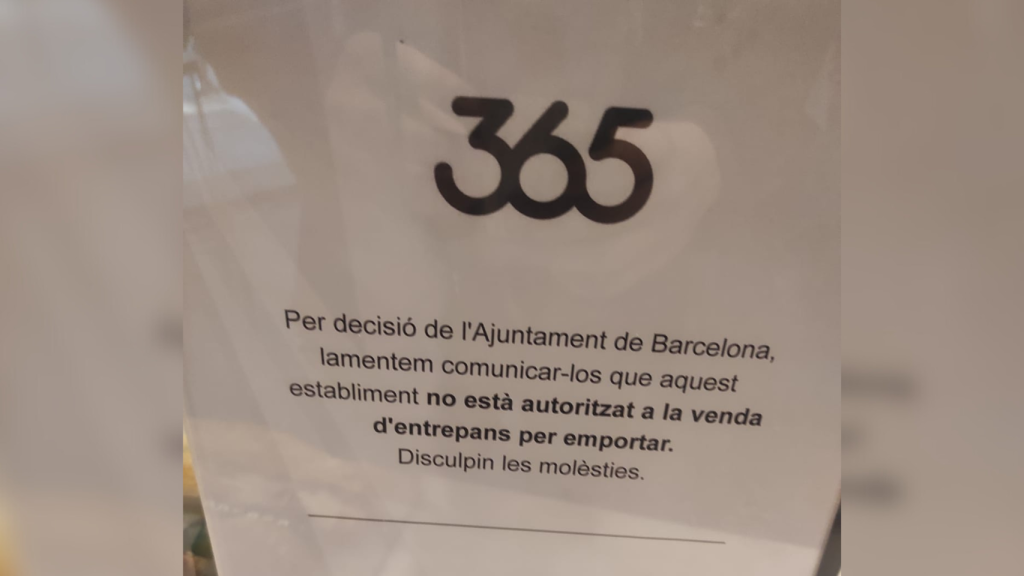 365
Per decisió de l'Ajuntament de Barcelona,
lamentem comunicar-los que aquest
establiment no està autoritzat a la venda
d'entrepans per emportar.
Disculpin les molèsties.